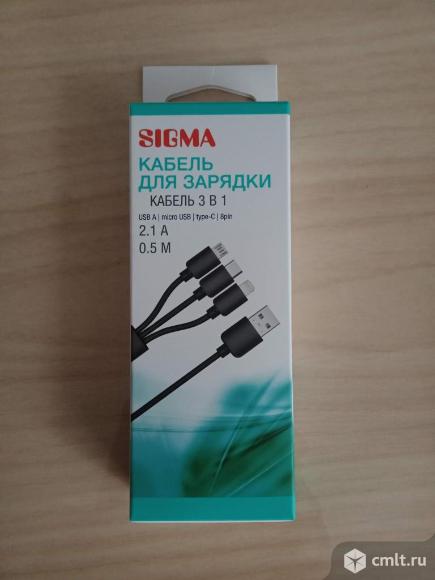 SIGMA
КАБЕЛЬ
ДЛЯ ЗАРЯДКИ
КАБЕЛЬ 3 В 1
USB A | micro USB | type-C | 8pin
2.1 A
0.5 M
cmlt.ru